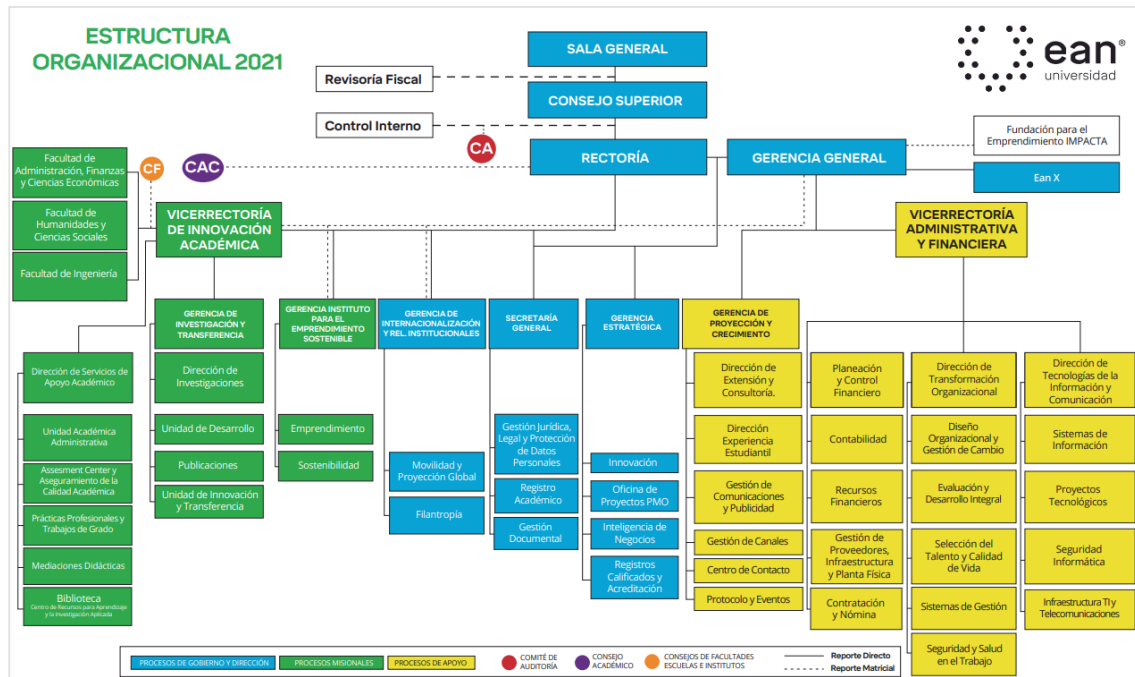 ESTRUCTURA
ORGANIZACIONAL 2021
SALA GENERAL
Revisoría Fiscal
CONSEJO SUPERIOR
Control Interno
CA
RECTORÍA
GERENCIA GENERAL
ean®
universidad
Fundación para el
Emprendimiento IMPACTA
Ean X
Facultad de
Administración, Finanzas
y Ciencias Económicas
CF
CAC
Facultad de
Humanidades y
Ciencias Sociales
Facultad de Ingeniería
VICERRECTORÍA
DE INNOVACIÓN
ACADÉMICA
VICERRECTORÍA
ADMINISTRATIVA
Y FINANCIERA
GERENCIA DE
INVESTIGACIÓN Y
TRANSFERENCIA
GERENCIA INSTITUTO
PARA EL
EMPRENDIMIENTO
SOSTENIBLE
GERENCIA DE
INTERNACIONALIZACIÓN
Y REL. INSTITUCIONALES
SECRETARÍA
GENERAL
GERENCIA
ESTRATÉGICA
GERENCIA DE
PROYECCIÓN Y
CRECIMIENTO
Dirección de Servicios de
Apoyo Académico
Unidad Académica
Administrativa
Assesment Center y
Aseguramiento de la
Calidad Académica
Prácticas Profesionales y
Trabajos de Grado
Mediaciones Didácticas
Biblioteca
Centro de Recursos para Aprendizaje
y la Investigación Aplicada
Dirección de
Investigaciones
Unidad de Desarrollo
Publicaciones
Unidad de Innovación
y Transferencia
Emprendimiento
Sostenibilidad
Movilidad y
Proyección Global
Filantropía
Gestión Jurídica,
Legal y Protección
de Datos
Personales
Registro
Académico
Gestión
Documental
Innovación
Oficina de
Proyectos PMO
Inteligencia de
Negocios
Registros
Calificados y
Acreditación
Dirección de
Extensión y
Consultoría.
Dirección
Experiencia
Estudiantil
Gestión de
Comunicaciones
y Publicidad
Gestión de Canales
Centro de Contacto
Protocolo y Eventos
Planeación
y Control
Financiero
Contabilidad
Recursos
Financieros
Gestión de
Proveedores,
Infraestructura
y Planta Física
Contratación
y Nómina
Dirección de
Transformación
Organizacional
Diseño
Organizacional y
Gestión de Cambio
Evaluación y
Desarrollo Integral
Selección del
Talento y Calidad
de Vida
Sistemas de Gestión
Seguridad y Salud
en el Trabajo
Dirección de
Tecnologías de la
Información y
Comunicación
Sistemas de
Información
Proyectos
Tecnológicos
Seguridad
Informática
Infraestructura TI y
Telecomunicaciones
PROCESOS DE GOBIERNO Y DIRECCIÓN
PROCESOS MISIONALES
PROCESOS DE APOYO
COMITÉ DE
AUDITORÍA
CONSEJO
ACADÉMICO
CONSEJOS DE FACULTADES
ESCUELAS E INSTITUTOS
Reporte Directo
Reporte Matricial